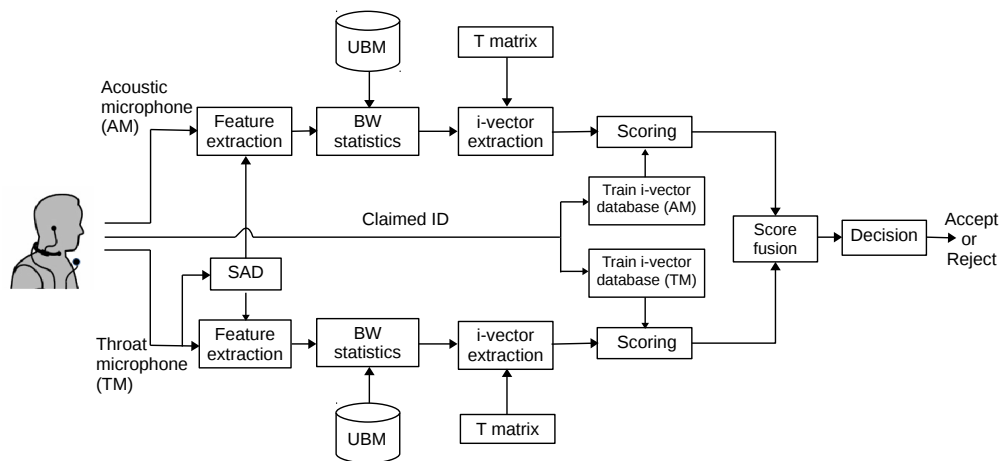 UBM
T matrix
Acoustic
microphone
(AM)
Feature
extraction
BW
statistics
i-vector
extraction
Scoring
Train i-vector
database (AM)
Claimed ID
Score
fusion
Decision
Accept
or
Reject
SAD
Train i-vector
database (TM)
Throat
microphone
(TM)
Feature
extraction
BW
statistics
i-vector
extraction
Scoring
UBM
T matrix